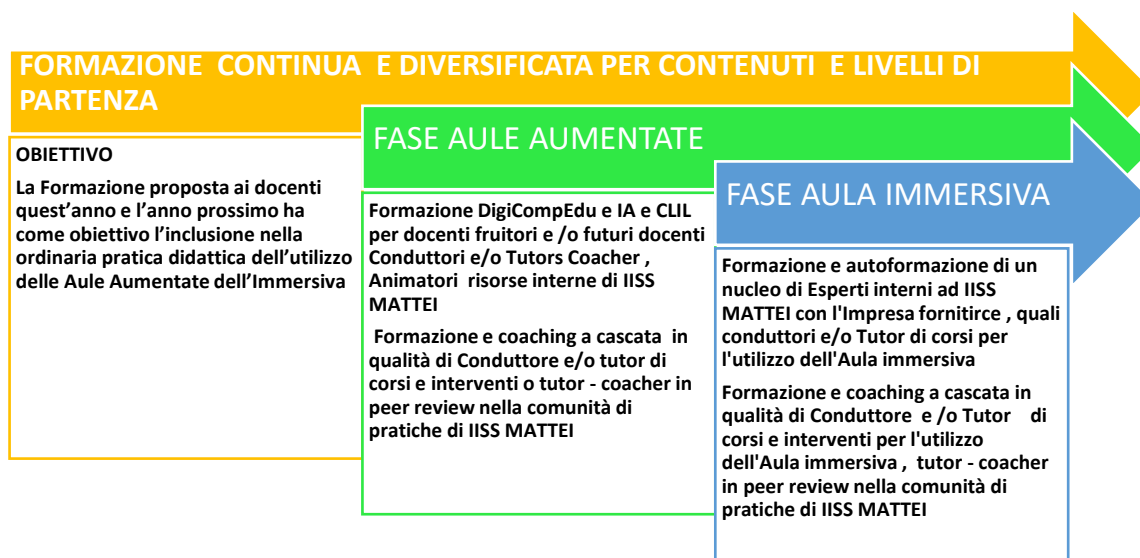 FORMAZIONE CONTINUA E DIVERSIFICATA PER CONTENUTI E LIVELLI DI
PARTENZA
OBIETTIVO
La Formazione proposta ai docenti
quest'anno e l'anno prossimo ha
come obiettivo l'inclusione nella
ordinaria pratica didattica dell'utilizzo
delle Aule Aumentate dell'Immersiva
FASE AULE AUMENTATE
Formazione DigiCompEdu e IA e CLIL
per docenti fruitori e /o futuri docenti
Conduttori e/o Tutors Coacher ,
Animatori risorse interne di IISS
MATTEI
Formazione e coaching a cascata in
qualità di Conduttore e/o tutor di
corsi e interventi o tutor - coacher in
peer review nella comunità di
pratiche di IISS MATTEI
FASE AULA IMMERSIVA
Formazione e autoformazione di un
nucleo di Esperti interni ad IISS
MATTEI con l'Impresa fornitirce , quali
conduttori e/o Tutor di corsi per
l'utilizzo dell'Aula immersiva
Formazione e coaching a cascata in
qualità di Conduttore e /o Tutor di
corsi e interventi per l'utilizzo
dell'Aula immersiva , tutor - coacher
in peer review nella comunità di
pratiche di IISS MATTEI